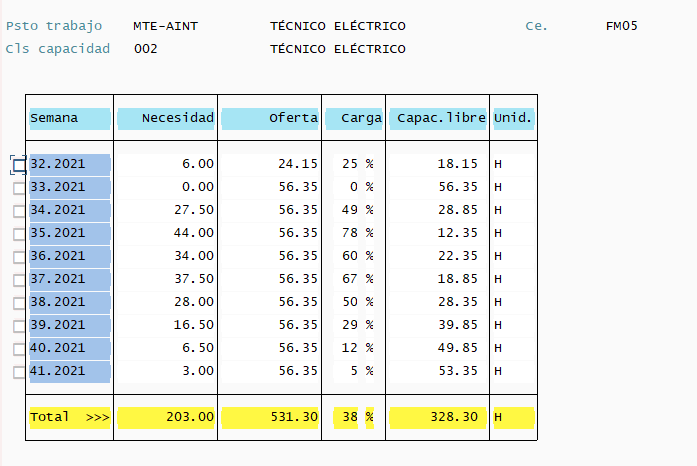 Psto trabajo MTE-AINT TÉCNICO ELÉCTRICO Ce. FM05
Cls capacidad 002 TÉCNICO ELÉCTRICO
Semana Necesidad Oferta Carga Capac.libre Unid.
32.2021 6.00 24.15 25 % 18.15 H
33.2021 0.00 56.35 0 % 56.35 H
34.2021 27.50 56.35 49 % 28.85 H
35.2021 44.00 56.35 78 % 12.35 H
36.2021 34.00 56.35 60 % 22.35 H
37.2021 37.50 56.35 67 % 18.85 H
38.2021 28.00 56.35 50 % 28.35 H
39.2021 16.50 56.35 29 % 39.85 H
40.2021 6.50 56.35 12 % 49.85 H
41.2021 3.00 56.35 5 % 53.35 H
Total >>> 203.00 531.30 38 % 328.30 H